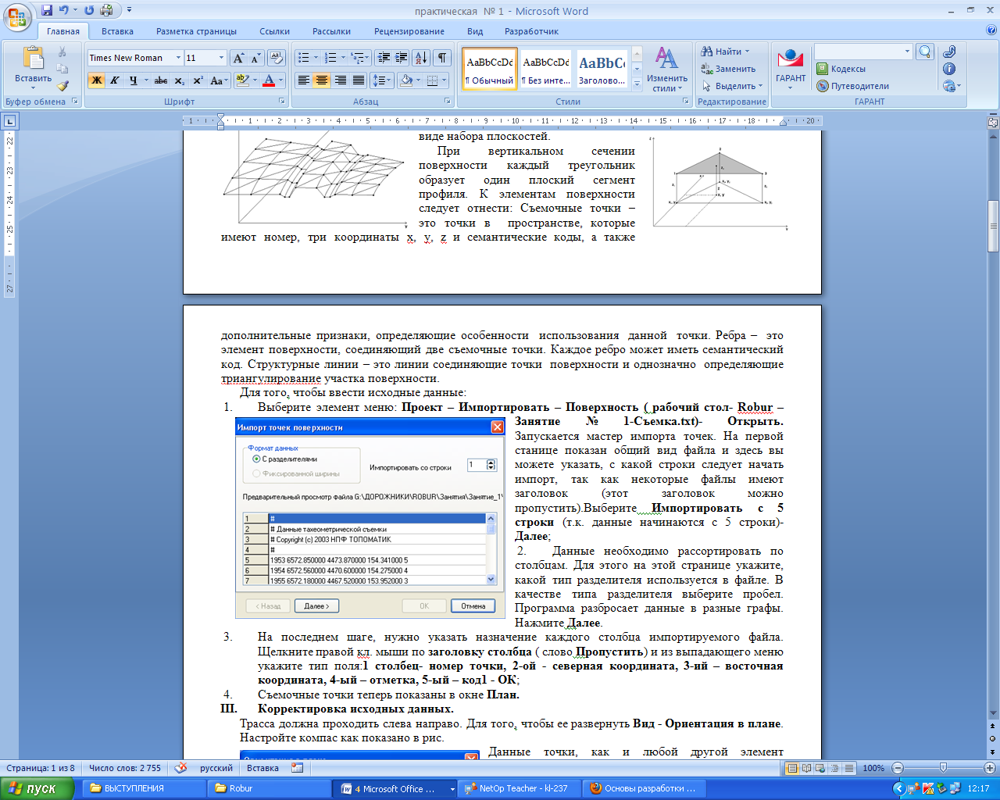 практическая № 1 - Microsoft Word
Главная Вставка Разметка страницы Ссылки Рассылки Рецензирование Вид Разработчик
Вставить
Буфер обмена
Times New Roman 11
Ж К Ч abc x₂ x² Aa
Шрифт
Абзац
AaBbCcDd AaBbCcDd AaBbCc
¶ Обычный ¶ Без инте... Заголово...
Изменить стили
Стили
Найти
Заменить
Выделить
Редактирование
ГАРАНТ
Кодексы
Путеводители
ГАРАНТ
виде набора плоскостей.
При вертикальном сечении
поверхности каждый треугольник
образует один плоский сегмент
профиля. К элементам поверхности
следует отнести: Съемочные точки –
это точки в пространстве, которые
имеют номер, три координаты x, y, z и семантические коды, а также
дополнительные признаки, определяющие особенности использования данной точки. Ребра – это
элемент поверхности, соединяющий две съемочные точки. Каждое ребро может иметь семантический
код. Структурные линии – это линии соединяющие точки поверхности и однозначно определяющие
триангулирование участка поверхности.
Для того, чтобы ввести исходные данные:
1. Выберите элемент меню: Проект – Импортировать – Поверхность ( рабочий стол- Robur –
Занятие № 1-Съемка.txt)- Открыть.
Запускается мастер импорта точек. На первой
станице показан общий вид файла и здесь вы
можете указать, с какой строки следует начать
импорт, так как некоторые файлы имеют
заголовок (этот заголовок можно
пропустить).Выберите Импортировать с 5
строки (т.к. данные начинаются с 5 строки)-
Далее;
Импорт точек поверхности
Формат данных
С разделителями
Фиксированной ширины
Импортировать со строки 1
Предварительный просмотр файла G:\ДОРОЖНИКИ\ROBUR\Занятия\Занятие_1\
1 #
2 # Данные тахеометрической съемки
3 # Copyright (c) 2003 НПФ ТОПОМАТИК
4 #
5 1953 6572.850000 4473.870000 154.341000 5
6 1954 6572.560000 4470.600000 154.275000 4
7 1955 6572.180000 4467.520000 153.952000 3
< Назад Далее > ОК Отмена
2. Данные необходимо рассортировать по
столбцам. Для этого на этой странице укажите,
какой тип разделителя используется в файле. В
качестве типа разделителя выберите пробел.
Программа разбросает данные в разные графы.
Нажмите Далее.
3. На последнем шаге, нужно указать назначение каждого столбца импортируемого файла.
Щелкните правой кл. мыши по заголовку столбца ( слово Пропустить) и из выпадающего меню
укажите тип поля:1 столбец- номер точки, 2-ой - северная координата, 3-ий – восточная
координата, 4-ый – отметка, 5-ый – код1 - ОК;
4. Съемочные точки теперь показаны в окне План.
III. Корректировка исходных данных.
Трасса должна проходить слева направо. Для того, чтобы ее развернуть Вид - Ориентация в плане.
Настройте компас как показано в рис.
Данные точки, как и любой другой элемент
Страница: 1 из 8 Число слов: 2 755 русский Вставка 100%
пуск ВЫСТУПЛЕНИЯ Robur 4 Microsoft Office ... NetOp Teacher - kl-237 Основы разработки ... 12:17